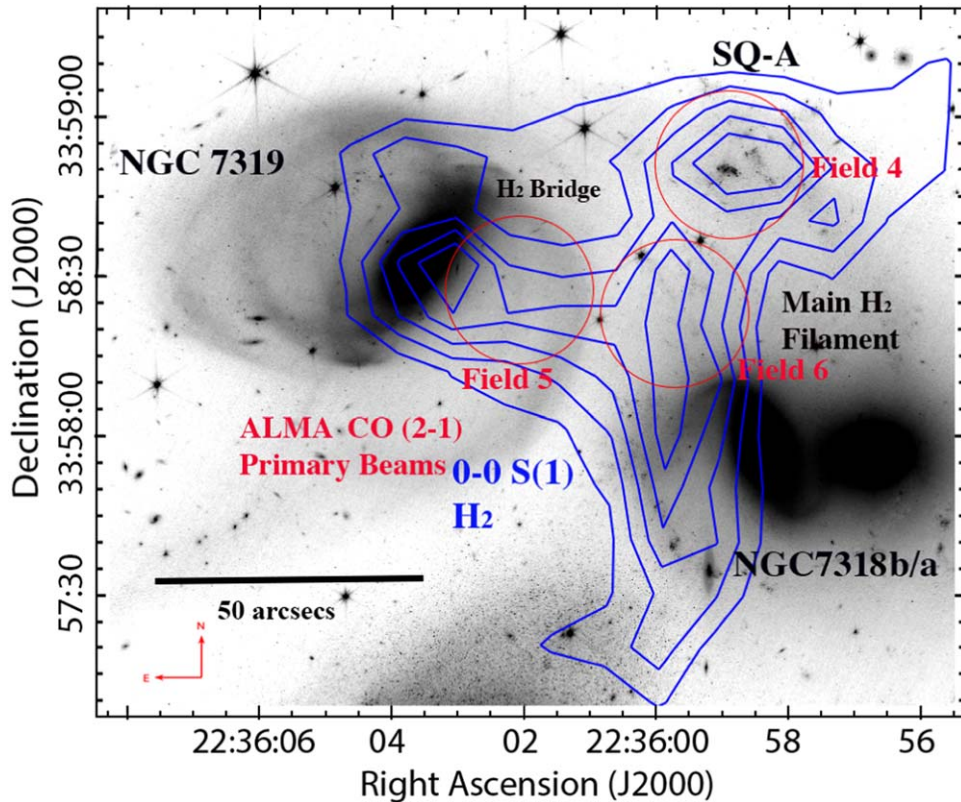 SQ-A
NGC 7319
H2 Bridge
Field 4
Main H2
Filament
Field 5
Field 6
ALMA CO (2-1)
Primary Beams
0-0 S(1)
H2
NGC7318b/a
50 arcsecs
N
E
Declination (J2000)
33:59:00
58:30
33:58:00
57:30
22:36:06
04
02
22:36:00
58
56
Right Ascension (J2000)